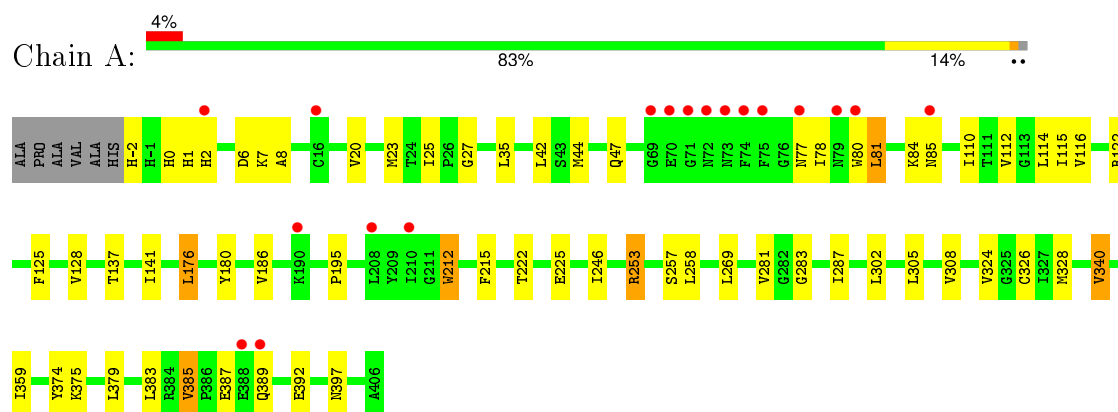 4%
Chain A:
83% 14% ••
ALA PRO ALA VAL ALA HIS H-2 H-1 H0 H1 H2 D6 K7 A8 C16 V20 M23 T24 I25 P26 G27 L35 L42 S43 M44 Q47 G69 E70 G71 N72 N73 F74 F75 G76 N77 I78 N79 W80 L81 K84 N85 I110 T111 V112 G113 L114 I115 V116
F125 V128 T137 I141 L176 Y180 V186 K190 P195 L208 Y209 I210 G211 W212 F215 T222 E225 I246 R253 S257 L258 L269 V281 G282 G283 I287 L302 L305 V308 V324 G325 C326 I327 M328 V340
I359 Y374 K375 L379 L383 R384 V385 P386 E387 E388 Q389 E392 N397 A406